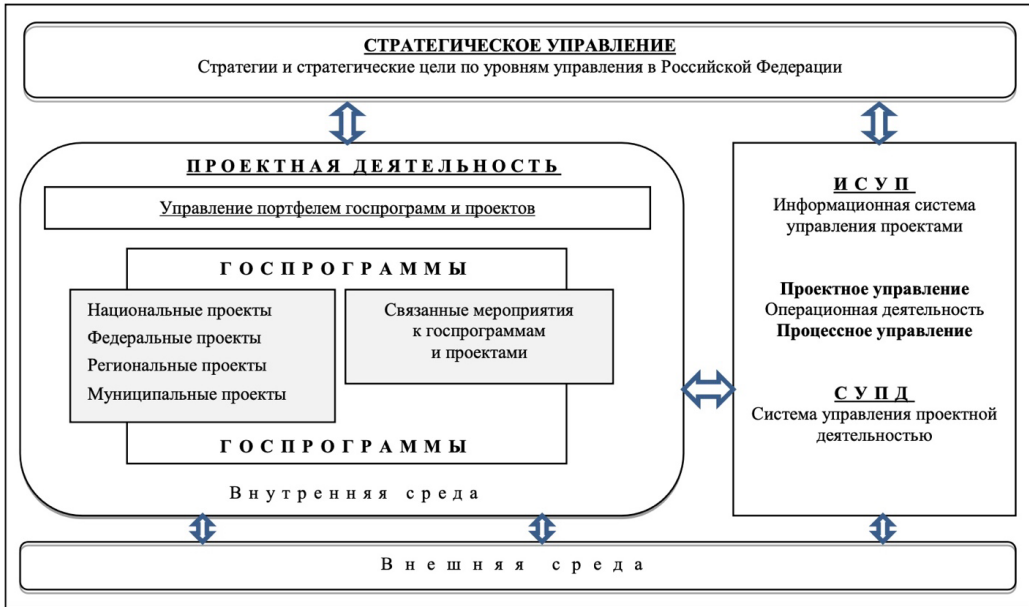 СТРАТЕГИЧЕСКОЕ УПРАВЛЕНИЕ
Стратегии и стратегические цели по уровням управления в Российской Федерации
ПРОЕКТНАЯ ДЕЯТЕЛЬНОСТЬ
Управление портфелем госпрограмм и проектов
ГОСПРОГРАММЫ
Национальные проекты
Федеральные проекты
Региональные проекты
Муниципальные проекты
Связанные мероприятия
к госпрограммам
и проектами
ГОСПРОГРАММЫ
Внутренняя среда
ИСУП
Информационная система
управления проектами
Проектное управление
Операционная деятельность
Процессное управление
СУПД
Система управления проектной
деятельностью
Внешняя среда